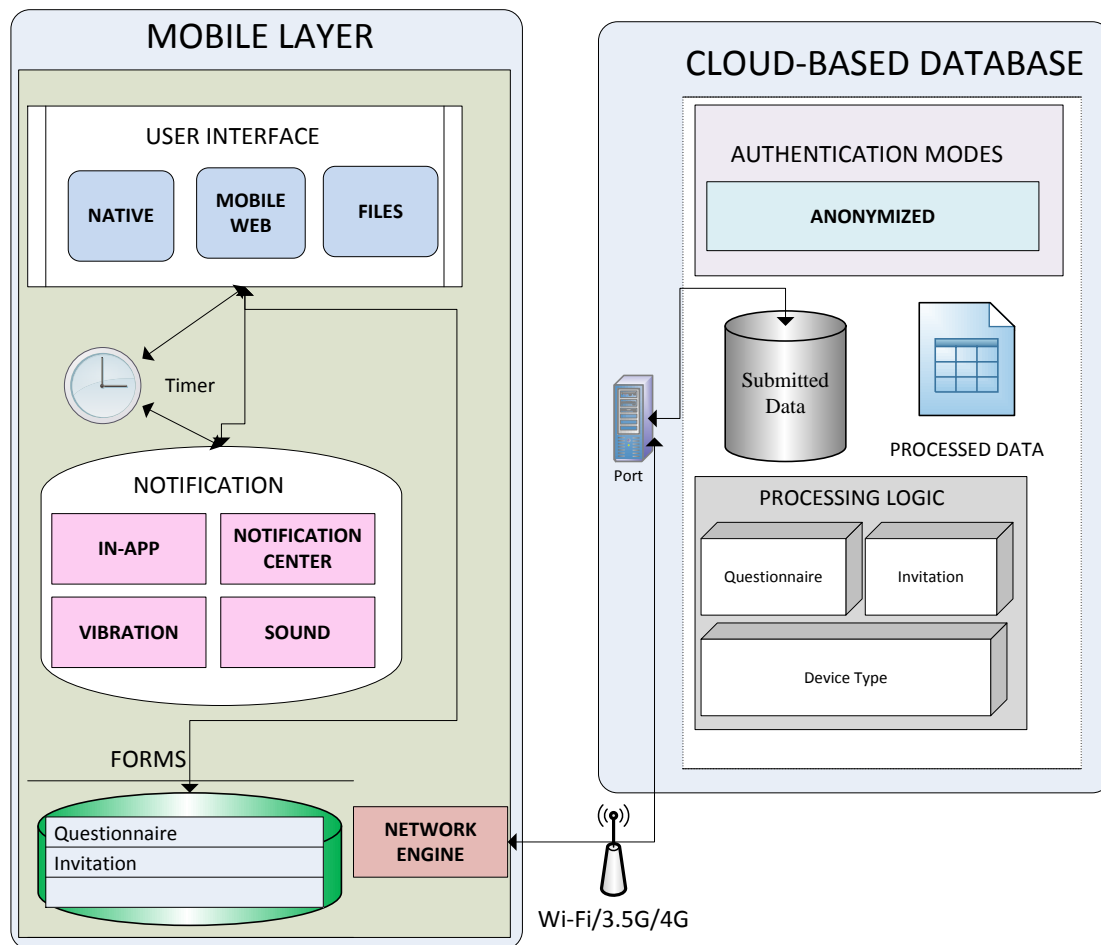 MOBILE LAYER
USER INTERFACE
NATIVE
MOBILE
WEB
FILES
Timer
NOTIFICATION
IN-APP
NOTIFICATION
CENTER
VIBRATION
SOUND
FORMS
Questionnaire
Invitation
NETWORK
ENGINE
Wi-Fi/3.5G/4G
CLOUD-BASED DATABASE
AUTHENTICATION MODES
ANONYMIZED
Port
Submitted
Data
PROCESSED DATA
PROCESSING LOGIC
Questionnaire
Invitation
Device Type